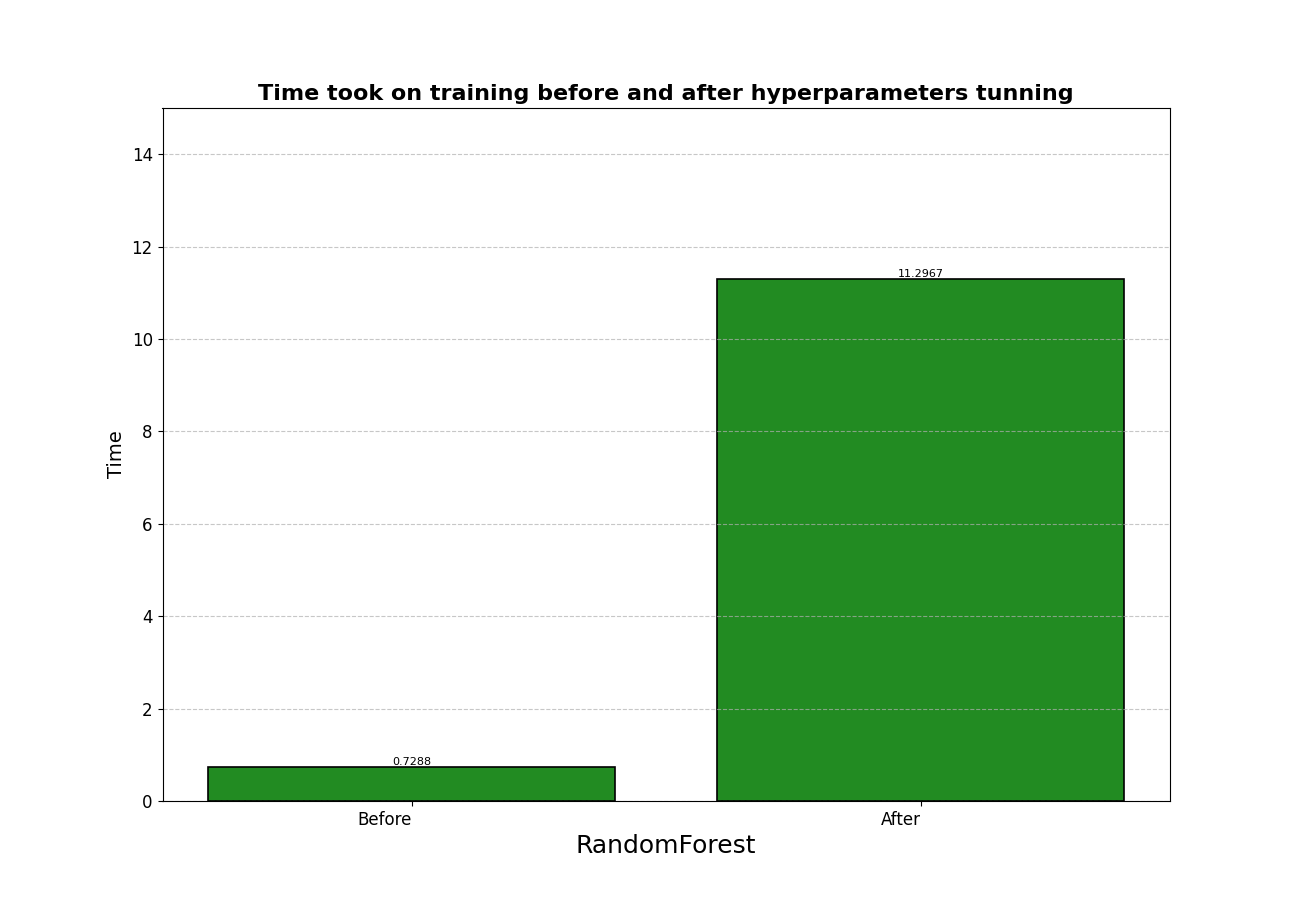 Time took on training before and after hyperparameters tunning
14
12
11.2967
10
8
Time
6
4
2
0.7288
0
Before After
RandomForest